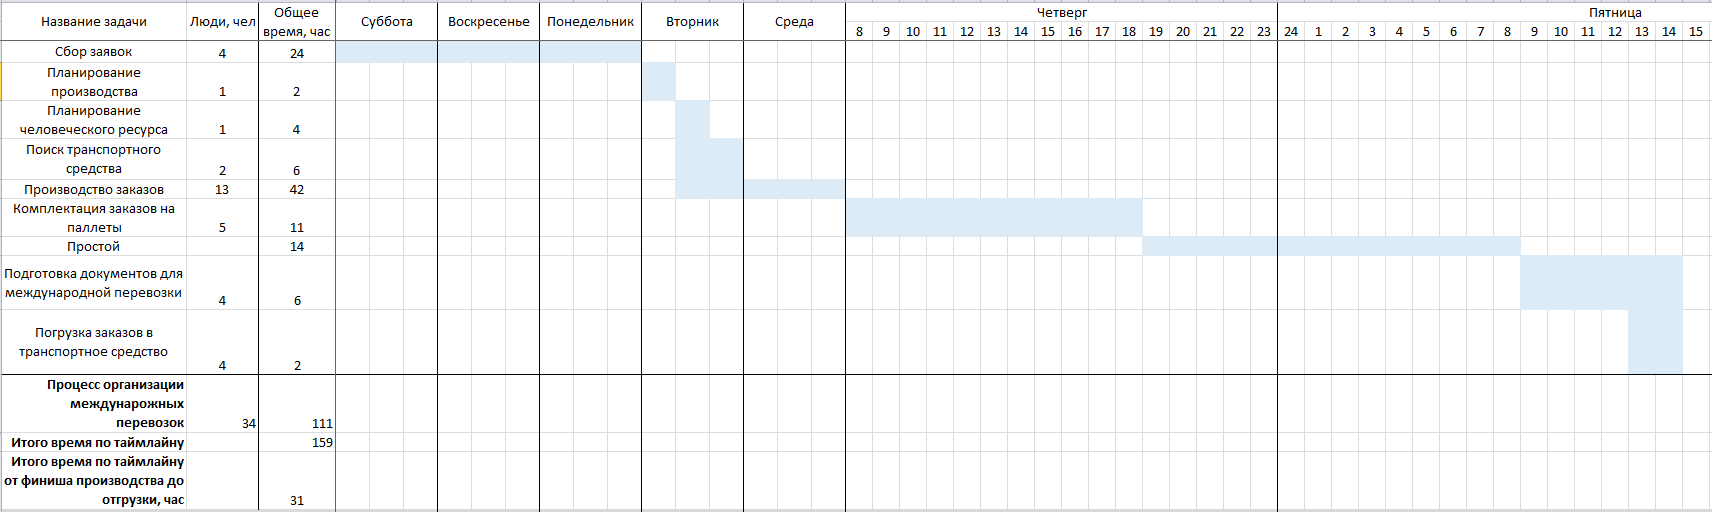 Название задачи Люди, чел Общее время, час Суббота Воскресенье Понедельник Вторник Среда Четверг Пятница
8 9 10 11 12 13 14 15 16 17 18 19 20 21 22 23 24 1 2 3 4 5 6 7 8 9 10 11 12 13 14 15
Сбор заявок 4 24
Планирование
производства 1 2
Планирование
человеческого ресурса 1 4
Поиск транспортного
средства 2 6
Производство заказов 13 42
Комплектация заказов на
паллеты 5 11
Простой 14
Подготовка документов для
международной перевозки 4 6
Погрузка заказов в
транспортное средство 4 2
Процесс организации
междунарожных
перевозок 34 111
Итого время по таймлайну 159
Итого время по таймлайну
от финиша производства до
отгрузки, час 31